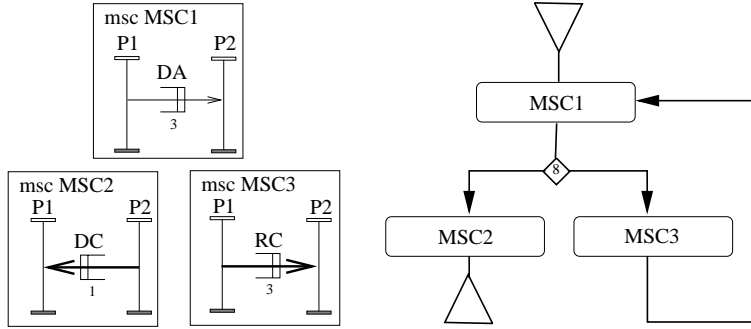 msc MSC1
P1 P2
DA
3
msc MSC2
P1 P2
DC
1
msc MSC3
P1 P2
RC
3
MSC1
8
MSC2
MSC3